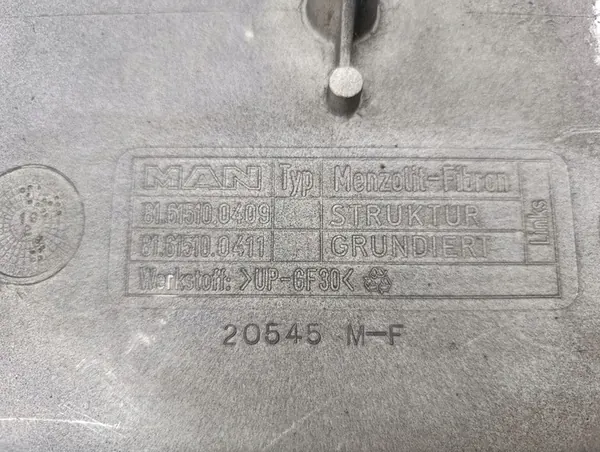 MAN Typ Menzolit-Fibron
81.61510.0409 STRUKTUR
81.61510.0411 GRUNDIERT
Links
Werkstoff: >UP-GF30<
20545 M-F